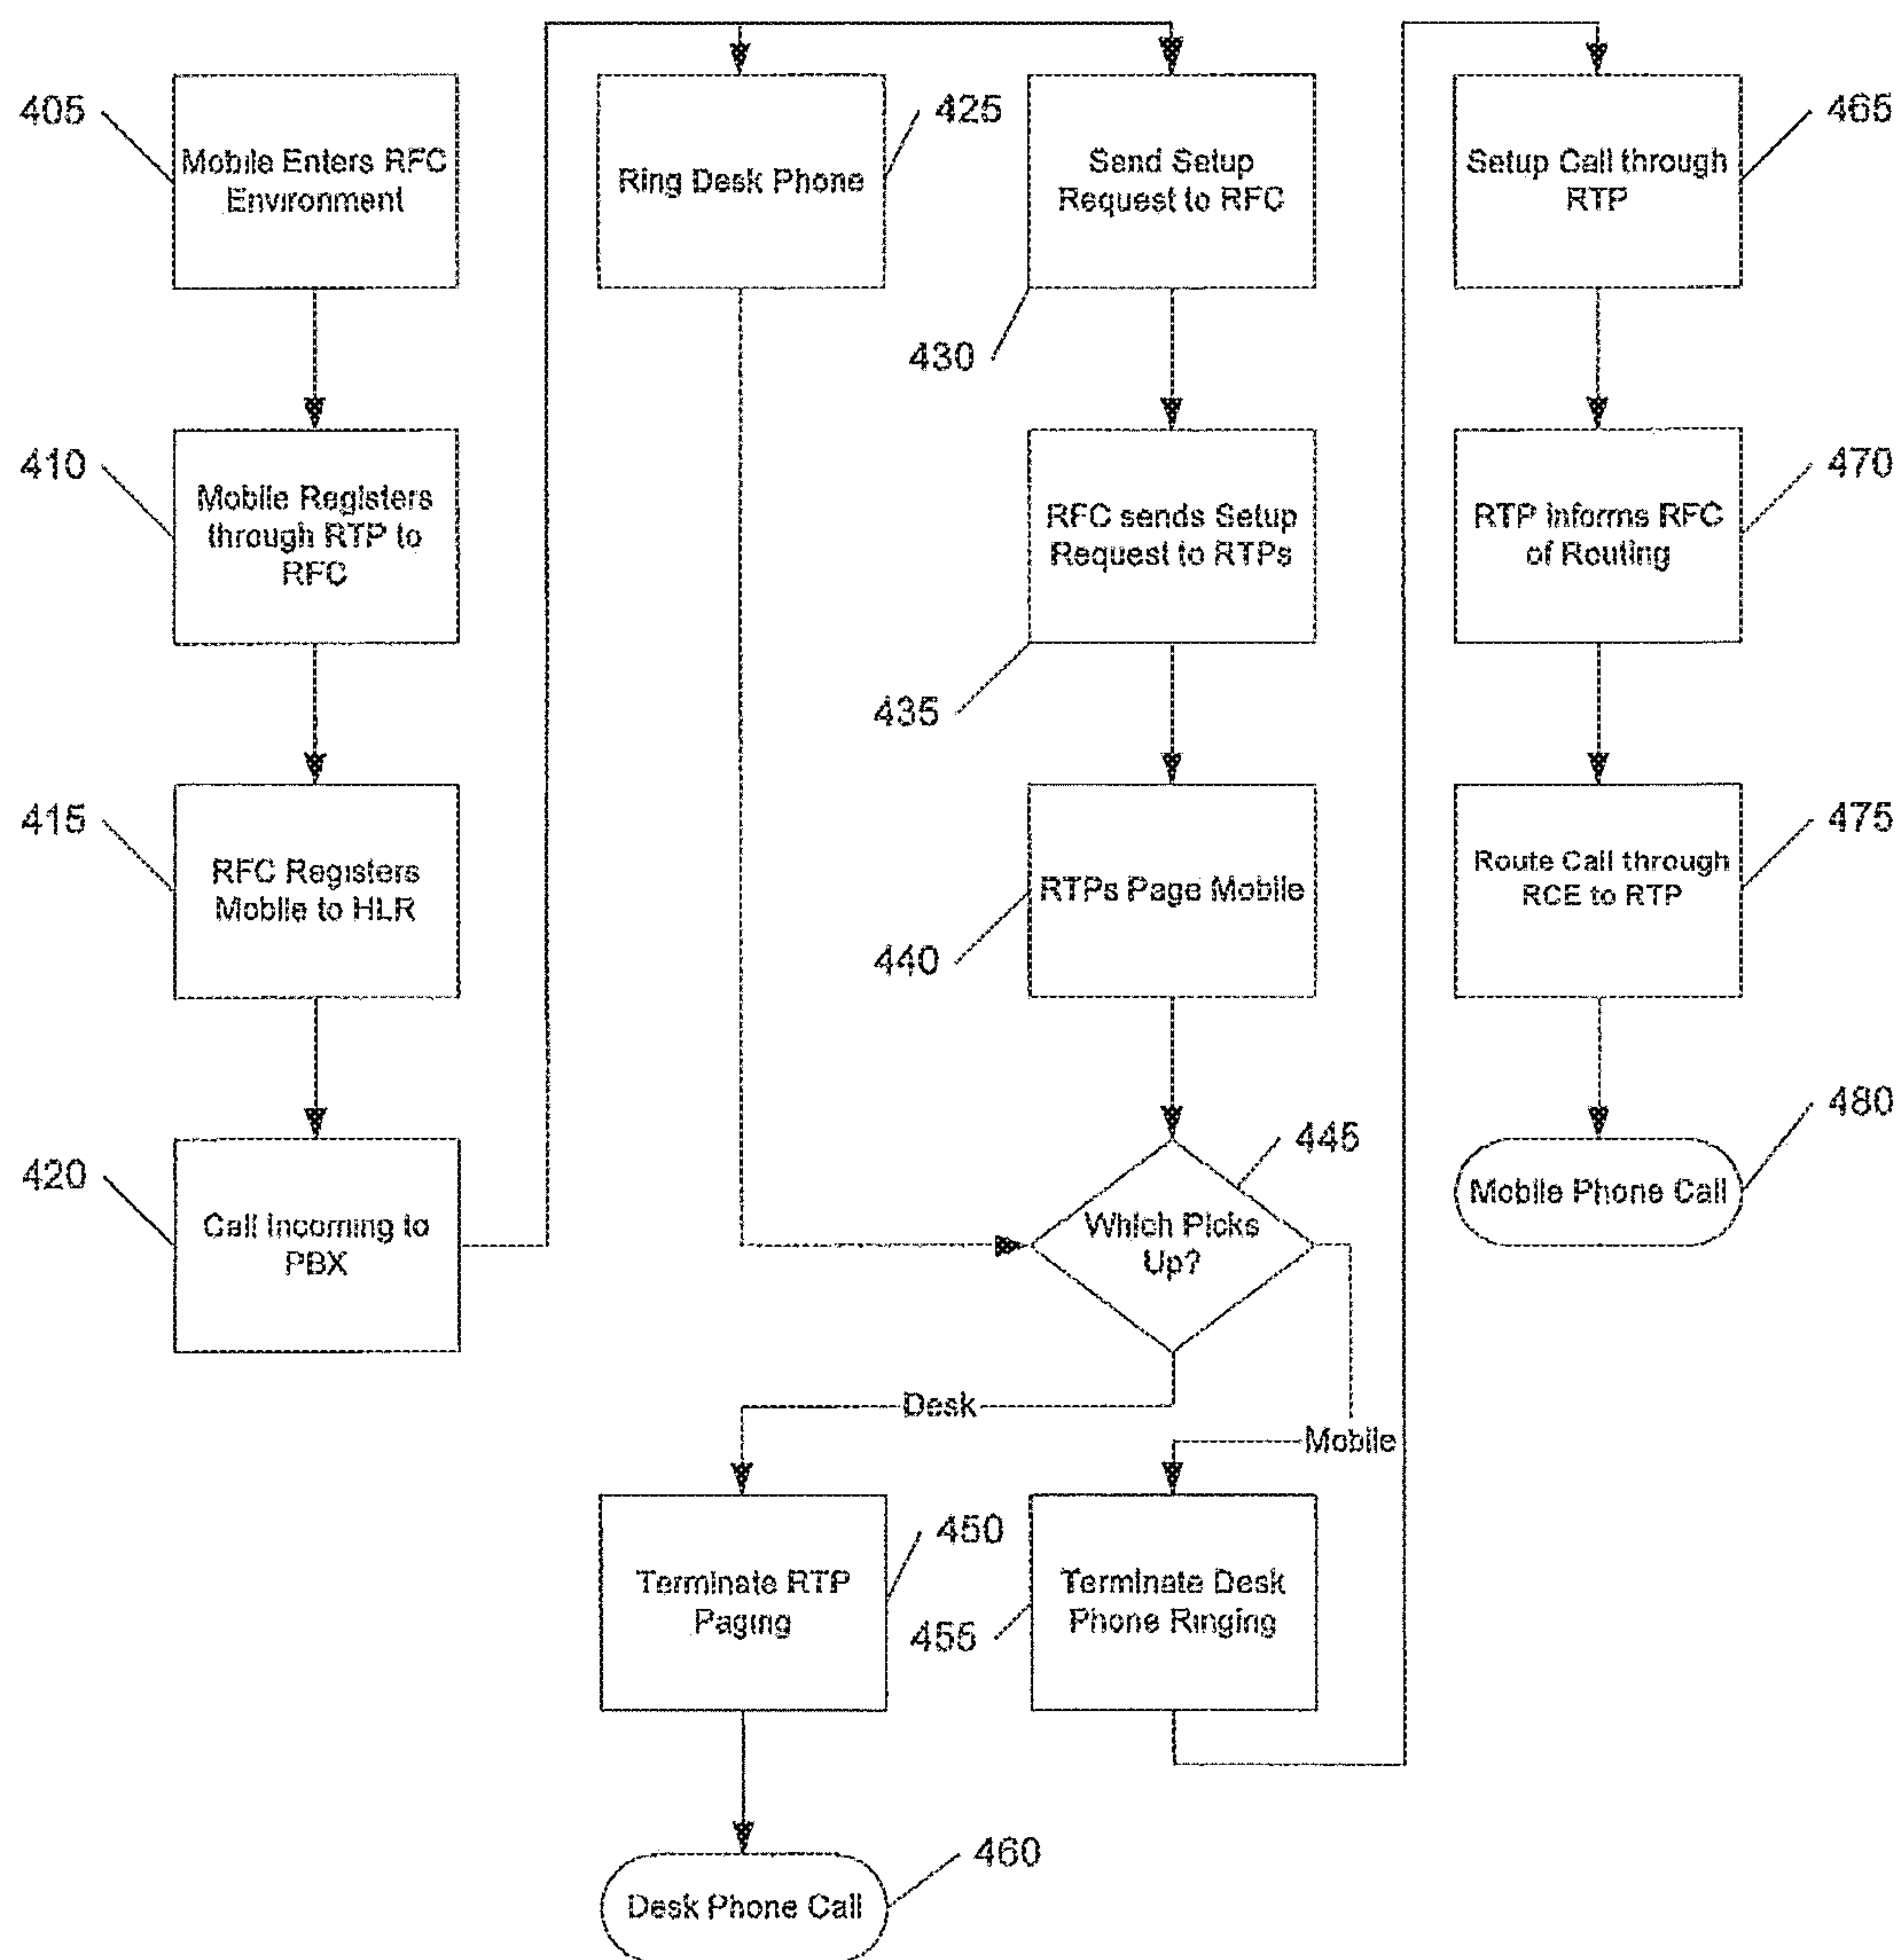 405
Mobile Enters RFC
Environment
410
Mobile Registers
through RTP to
RFC
415
RFC Registers
Mobile to HLR
420
Call Incoming to
PBX
425
Ring Desk Phone
Send Setup
Request to RFC
430
RFC sends Setup
Request to RTPs
435
RTPs Page Mobile
440
445
Which Picks
Up?
Desk
Mobile
Terminate RTP
Paging
450
Terminate Desk
Phone Ringing
455
460
Desk Phone Call
465
Setup Call through
RTP
470
RTP informs RFC
of Routing
475
Route Call through
RCE to RTP
480
Mobile Phone Call